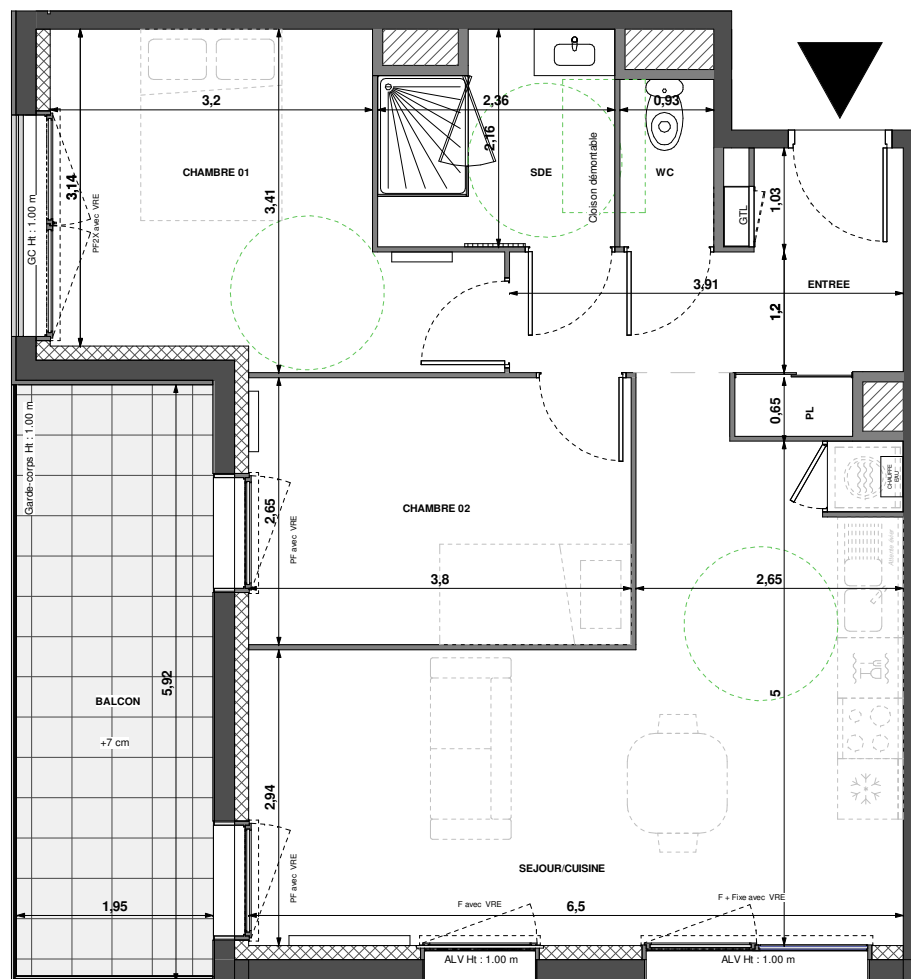 3,2
2,36
0,93
2,16
CHAMBRE 01
SDE
WC
Cloison démontable
3,14
3,41
PF2X avec VRE
GC Ht : 1.00 m
GTL
1,03
3,91
ENTREE
1,2
0,65
PL
Garde-corps Ht : 1.00 m
CHAUFFE
EAU
2,65
PF avec VRE
CHAMBRE 02
3,8
2,65
5,92
BALCON
+7 cm
5
2,94
PF avec VRE
SEJOUR/CUISINE
1,95
F avec VRE
6,5
F + Fixe avec VRE
ALV Ht : 1.00 m
ALV Ht : 1.00 m